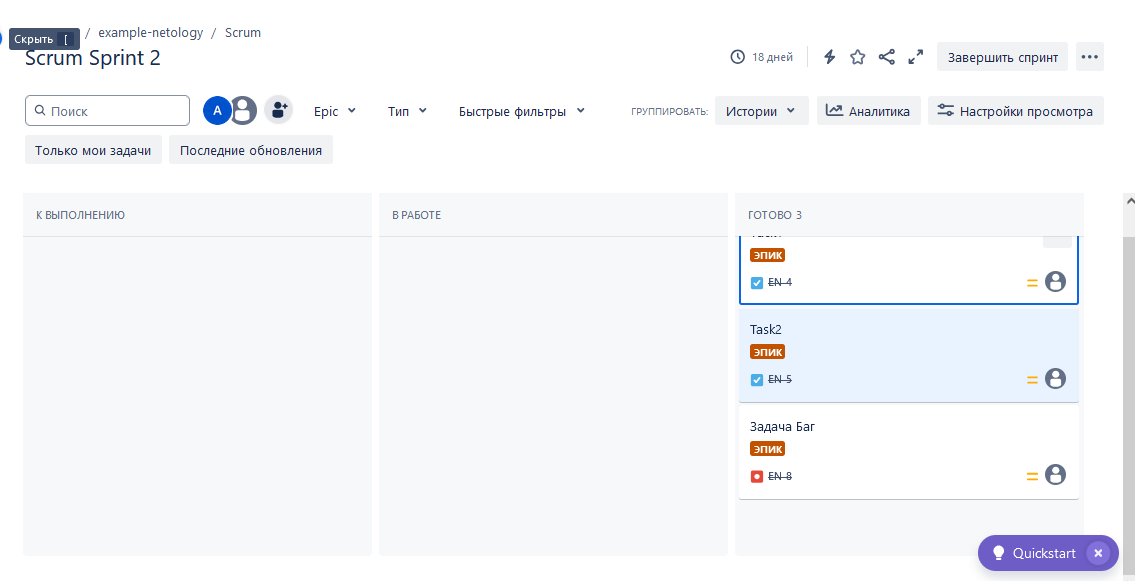 Скрыть [ / example-netology / Scrum
Scrum Sprint 2
18 дней
Завершить спринт
Поиск
A
Epic
Тип
Быстрые фильтры
ГРУППИРОВАТЬ:
Истории
Аналитика
Настройки просмотра
Только мои задачи
Последние обновления
К ВЫПОЛНЕНИЮ
В РАБОТЕ
ГОТОВО 3
ЭПИК
EN-4
Task2
ЭПИК
EN-5
Задача Баг
ЭПИК
EN-8
Quickstart